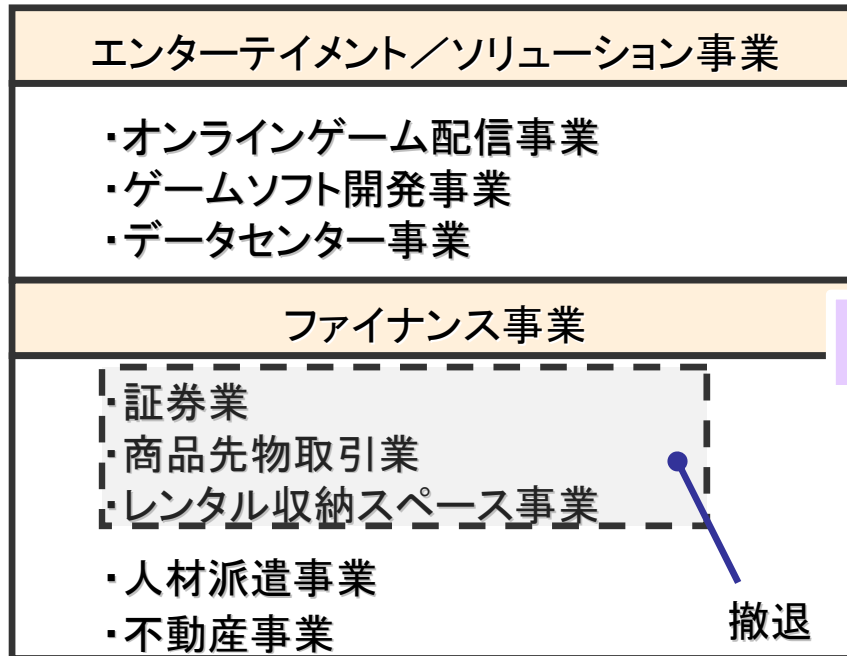 エンターテイメント／ソリューション事業
・オンラインゲーム配信事業
・ゲームソフト開発事業
・データセンター事業
ファイナンス事業
・証券業
・商品先物取引業
・レンタル収納スペース事業
・人材派遣事業
・不動産事業
撤退